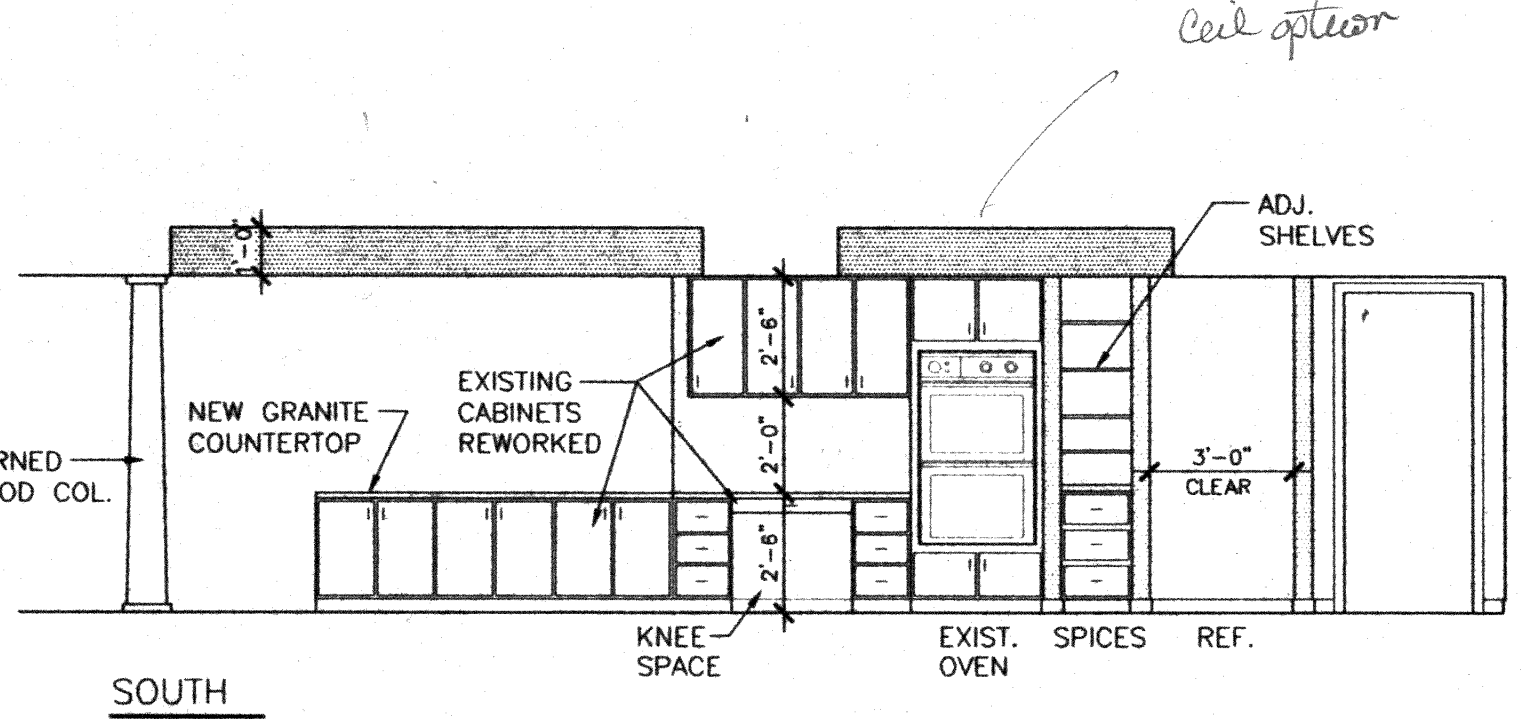 Ceil option
ADJ.
SHELVES
1'-0"
2'-6"
EXISTING
CABINETS
REWORKED
NEW GRANITE
COUNTERTOP
2'-0"
RNED
OD COL.
3'-0"
CLEAR
2'-6"
KNEE
SPACE
EXIST.
OVEN
SPICES
REF.
SOUTH